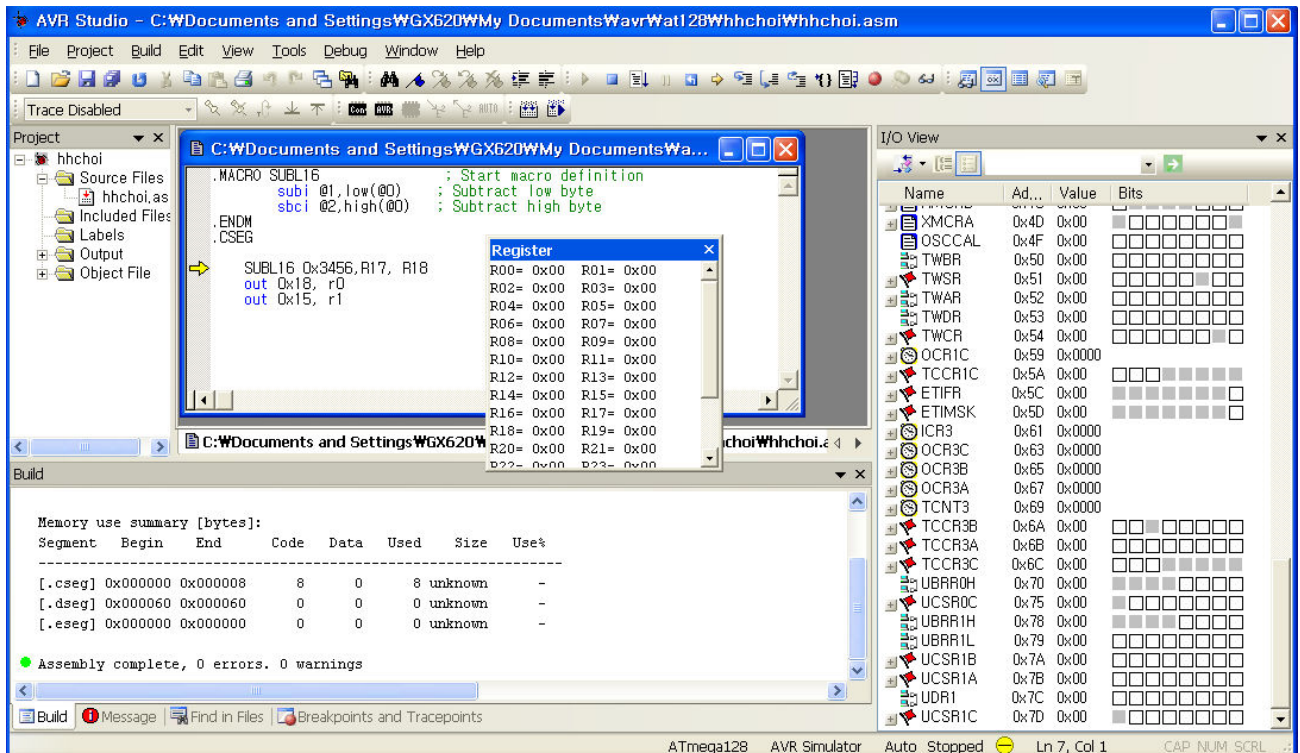 AVR Studio - C:₩Documents and Settings₩GX620₩My Documents₩avr₩at128₩hhchoi₩hhchoi.asm
File Project Build Edit View Tools Debug Window Help
Trace Disabled
Con AVR AUTO
Project
hhchoi
Source Files
hhchoi,as
Included Files
Labels
Output
Object File
C:₩Documents and Settings₩GX620₩My Documents₩a...
.MACRO SUBL16 ; Start macro definition
subi @1,low(@0) ; Subtract low byte
sbci @2,high(@0) ; Subtract high byte
.ENDM
.CSEG
SUBL16 0x3456,R17, R18
out 0x18, r0
out 0x15, r1
Register
R00= 0x00 R01= 0x00
R02= 0x00 R03= 0x00
R04= 0x00 R05= 0x00
R06= 0x00 R07= 0x00
R08= 0x00 R09= 0x00
R10= 0x00 R11= 0x00
R12= 0x00 R13= 0x00
R14= 0x00 R15= 0x00
R16= 0x00 R17= 0x00
R18= 0x00 R19= 0x00
R20= 0x00 R21= 0x00
R22= 0x00 R23= 0x00
C:₩Documents and Settings₩GX620₩
choi₩hhchoi.a
I/O View
Name Ad... Value Bits
XMCRA 0x4D 0x00
OSCCAL 0x4F 0x00
TWBR 0x50 0x00
TWSR 0x51 0x00
TWAR 0x52 0x00
TWDR 0x53 0x00
TWCR 0x54 0x00
OCR1C 0x59 0x0000
TCCR1C 0x5A 0x00
ETIFR 0x5C 0x00
ETIMSK 0x5D 0x00
ICR3 0x61 0x0000
OCR3C 0x63 0x0000
OCR3B 0x65 0x0000
OCR3A 0x67 0x0000
TCNT3 0x69 0x0000
TCCR3B 0x6A 0x00
TCCR3A 0x6B 0x00
TCCR3C 0x6C 0x00
UBRR0H 0x70 0x00
UCSR0C 0x75 0x00
UBRR1H 0x78 0x00
UBRR1L 0x79 0x00
UCSR1B 0x7A 0x00
UCSR1A 0x7B 0x00
UDR1 0x7C 0x00
UCSR1C 0x7D 0x00
Build
Memory use summary [bytes]:
Segment Begin End Code Data Used Size Use%
---------------------------------------------------------------
[.cseg] 0x000000 0x000008 8 0 8 unknown -
[.dseg] 0x000060 0x000060 0 0 0 unknown -
[.eseg] 0x000000 0x000000 0 0 0 unknown -
Assembly complete, 0 errors. 0 warnings
Build Message Find in Files Breakpoints and Tracepoints
ATmega128 AVR Simulator Auto Stopped Ln 7, Col 1 CAP NUM SCRL